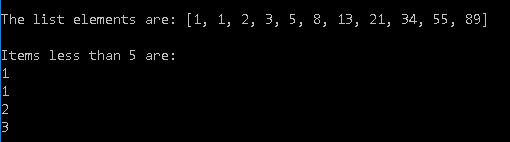 The list elements are: [1, 1, 2, 3, 5, 8, 13, 21, 34, 55, 89]
Items less than 5 are:
1
1
2
3